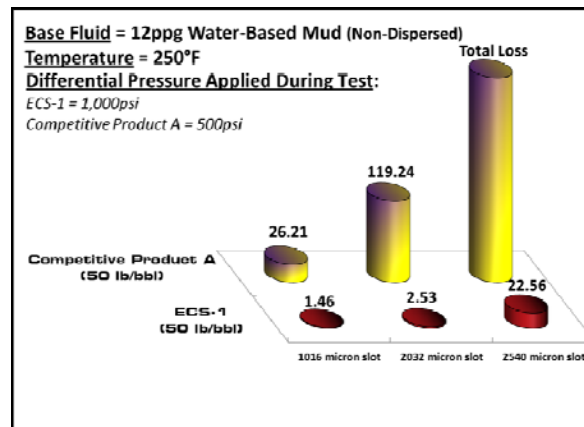 Base Fluid = 12ppg Water-Based Mud (Non-Dispersed)
Temperature = 250°F
Differential Pressure Applied During Test:
ECS-1 = 1,000psi
Competitive Product A = 500psi
Total Loss
119.24
26.21
Competitive Product A
(50 lb/bbl)
22.56
1.46
2.53
ECS-1
(50 lb/bbl)
1016 micron slot 2032 micron slot 2540 micron slot